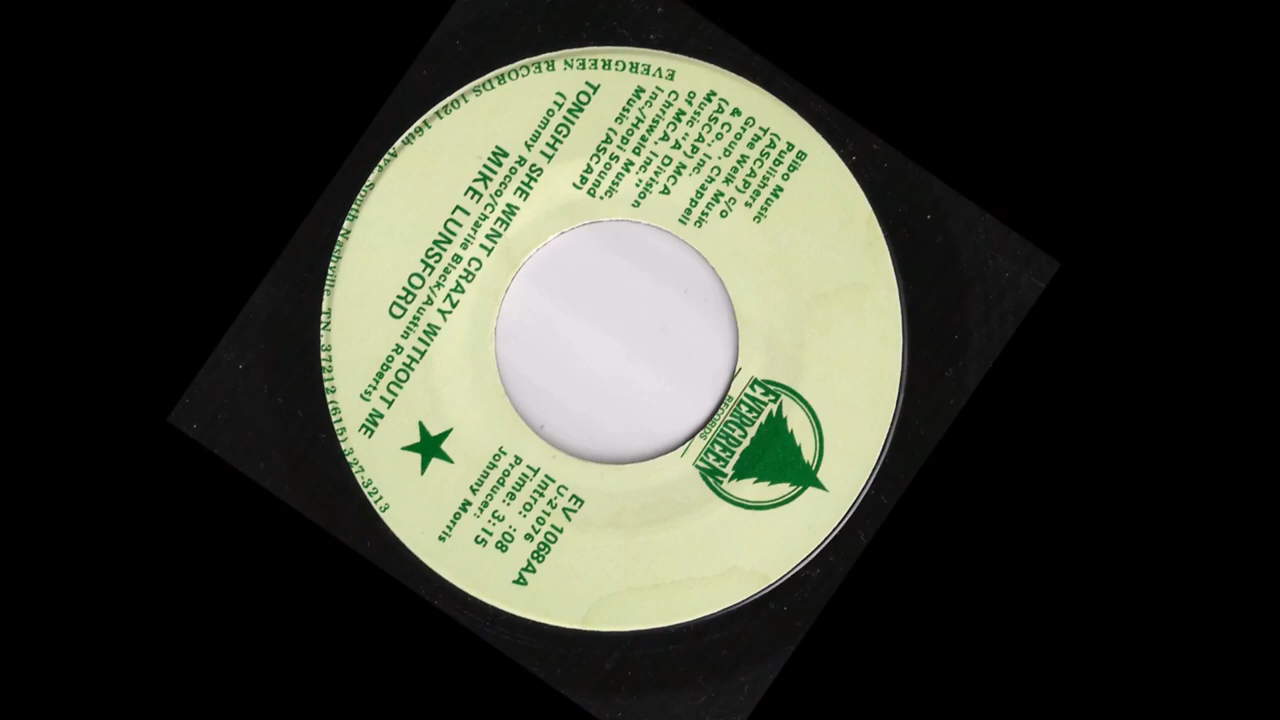 EVERGREEN
RECORDS
Bibo Music
Publishers
(ASCAP) c/o
The Welk Music
Group, Chappell
& Co., Inc.
(ASCAP) MCA
Music "A Division
of MCA, Inc.,"
Chriswald Music,
Inc./Hopi Sound
Music (ASCAP)
EV 1068AA
U-21076
Intro: :08
Time: 3:15
Producer:
Johnny Morris
TONIGHT SHE WENT CRAZY WITHOUT ME
(Tommy Rocco/Charlie Black/Austin Roberts)
MIKE LUNSFORD
EVERGREEN RECORDS 1021 16th Ave. South Nashville, TN. 37212 (615) 327-3213